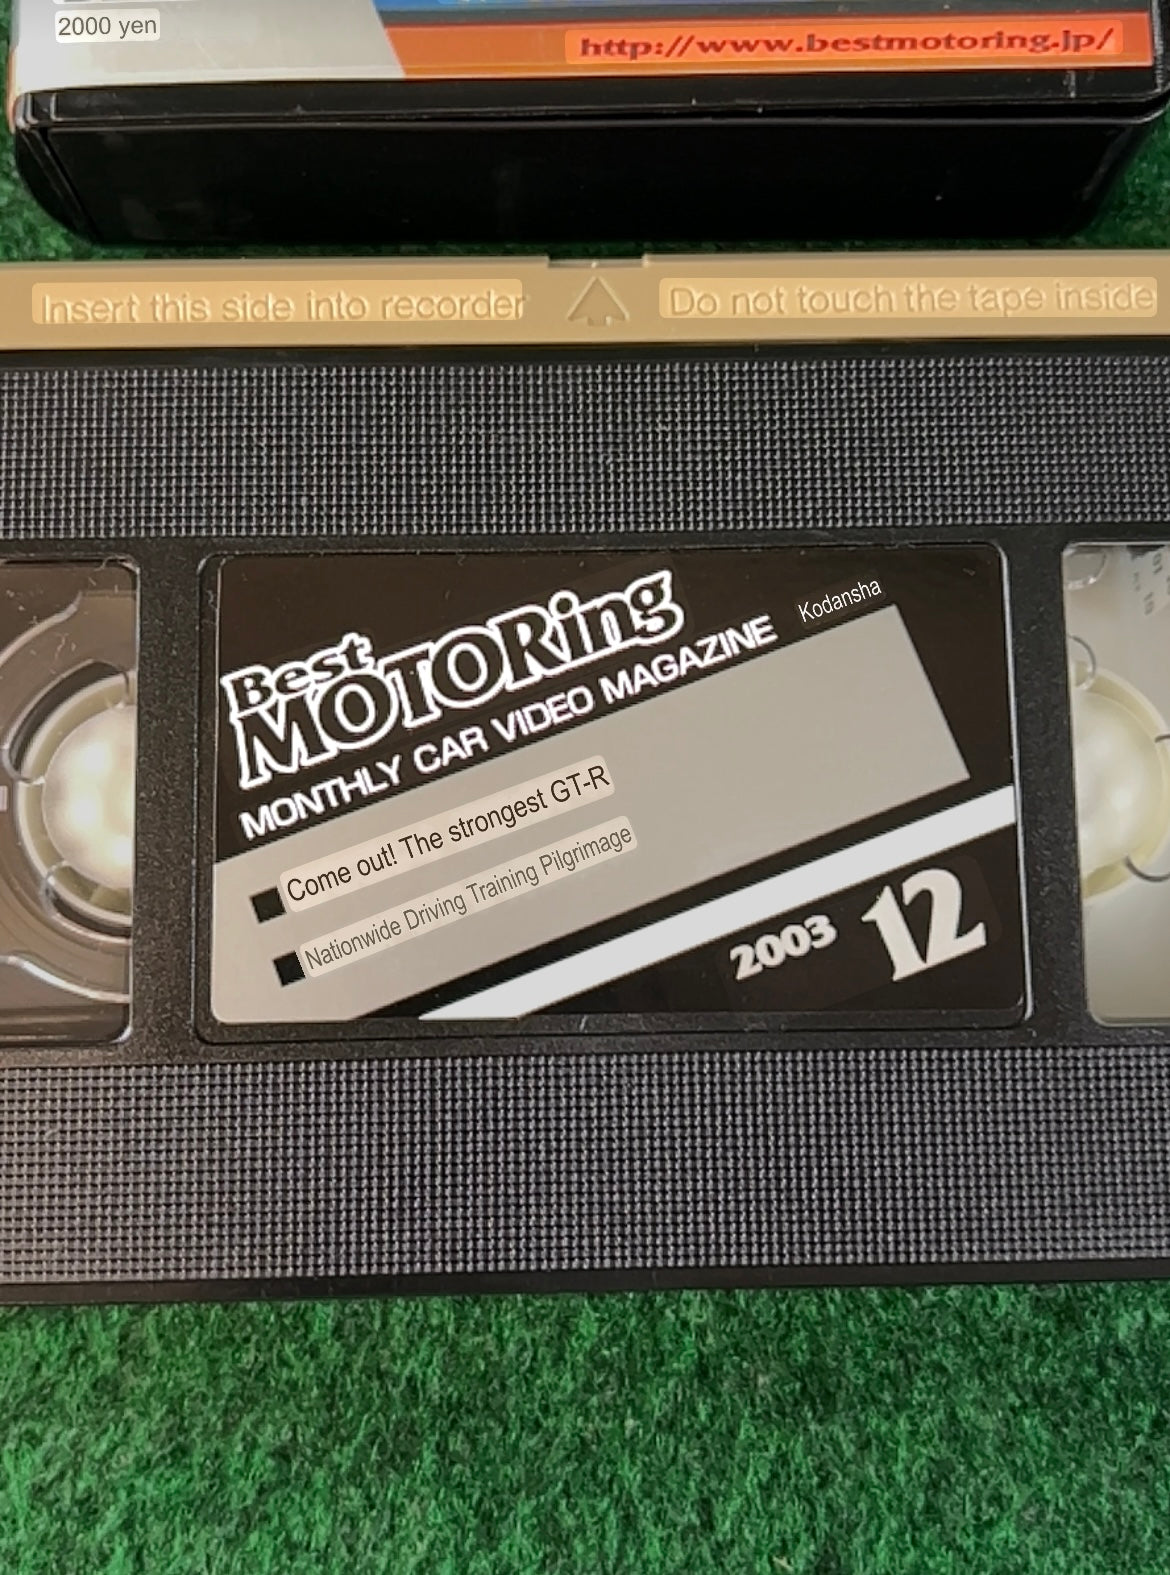 2000 yen
http://www.bestmotoring.jp/
Insert this side into recorder
Do not touch the tape inside
Best
MOTORing
MONTHLY CAR VIDEO MAGAZINE
Kodansha
Come out! The strongest GT-R
Nationwide Driving Training Pilgrimage
2003 12